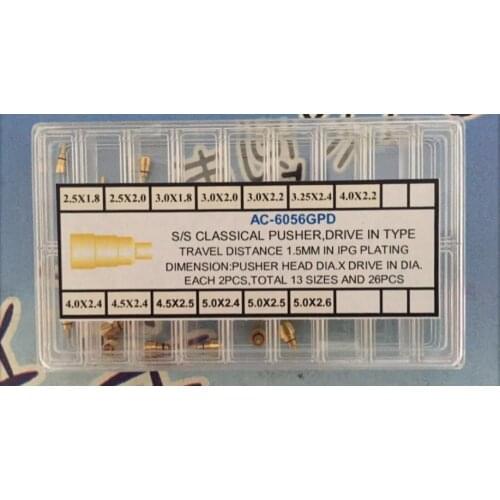 2.5X1.8 2.5X2.0 3.0X1.8 3.0X2.0 3.0X2.2 3.25X2.4 4.0X2.2
AC-6056GPD
S/S CLASSICAL PUSHER,DRIVE IN TYPE
TRAVEL DISTANCE 1.5MM IN IPG PLATING
DIMENSION:PUSHER HEAD DIA.X DRIVE IN DIA.
EACH 2PCS,TOTAL 13 SIZES AND 26PCS
4.0X2.4 4.5X2.4 4.5X2.5 5.0X2.4 5.0X2.5 5.0X2.6